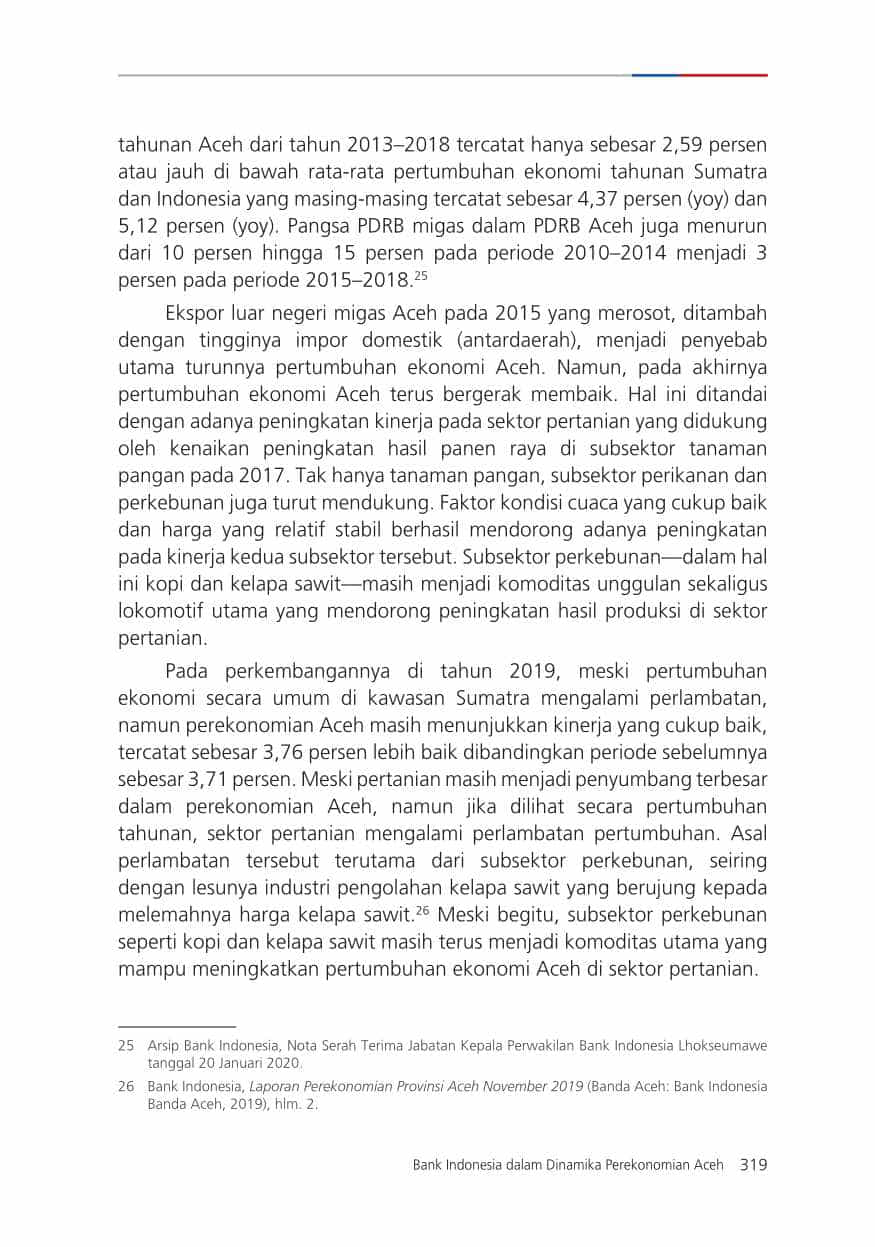 tahunan Aceh dari tahun 2013–2018 tercatat hanya sebesar 2,59 persen
atau jauh di bawah rata-rata pertumbuhan ekonomi tahunan Sumatra
dan Indonesia yang masing-masing tercatat sebesar 4,37 persen (yoy) dan
5,12 persen (yoy). Pangsa PDRB migas dalam PDRB Aceh juga menurun
dari 10 persen hingga 15 persen pada periode 2010–2014 menjadi 3
persen pada periode 2015–2018.25
Ekspor luar negeri migas Aceh pada 2015 yang merosot, ditambah
dengan tingginya impor domestik (antardaerah), menjadi penyebab
utama turunnya pertumbuhan ekonomi Aceh. Namun, pada akhirnya
pertumbuhan ekonomi Aceh terus bergerak membaik. Hal ini ditandai
dengan adanya peningkatan kinerja pada sektor pertanian yang didukung
oleh kenaikan peningkatan hasil panen raya di subsektor tanaman
pangan pada 2017. Tak hanya tanaman pangan, subsektor perikanan dan
perkebunan juga turut mendukung. Faktor kondisi cuaca yang cukup baik
dan harga yang relatif stabil berhasil mendorong adanya peningkatan
pada kinerja kedua subsektor tersebut. Subsektor perkebunan—dalam hal
ini kopi dan kelapa sawit—masih menjadi komoditas unggulan sekaligus
lokomotif utama yang mendorong peningkatan hasil produksi di sektor
pertanian.
Pada perkembangannya di tahun 2019, meski pertumbuhan
ekonomi secara umum di kawasan Sumatra mengalami perlambatan,
namun perekonomian Aceh masih menunjukkan kinerja yang cukup baik,
tercatat sebesar 3,76 persen lebih baik dibandingkan periode sebelumnya
sebesar 3,71 persen. Meski pertanian masih menjadi penyumbang terbesar
dalam perekonomian Aceh, namun jika dilihat secara pertumbuhan
tahunan, sektor pertanian mengalami perlambatan pertumbuhan. Asal
perlambatan tersebut terutama dari subsektor perkebunan, seiring
dengan lesunya industri pengolahan kelapa sawit yang berujung kepada
melemahnya harga kelapa sawit.26 Meski begitu, subsektor perkebunan
seperti kopi dan kelapa sawit masih terus menjadi komoditas utama yang
mampu meningkatkan pertumbuhan ekonomi Aceh di sektor pertanian.
25 Arsip Bank Indonesia, Nota Serah Terima Jabatan Kepala Perwakilan Bank Indonesia Lhokseumawe
tanggal 20 Januari 2020.
26 Bank Indonesia, Laporan Perekonomian Provinsi Aceh November 2019 (Banda Aceh: Bank Indonesia
Banda Aceh, 2019), hlm. 2.
Bank Indonesia dalam Dinamika Perekonomian Aceh 319